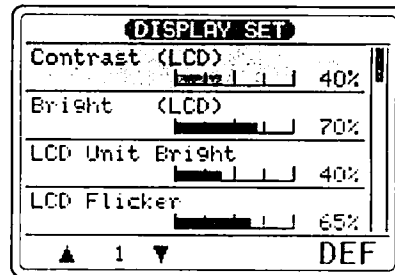 DISPLAY SET
Contrast (LCD)
40%
Bright (LCD)
70%
LCD Unit Bright
40%
LCD Flicker
65%
▲ 1 ▼ DEF